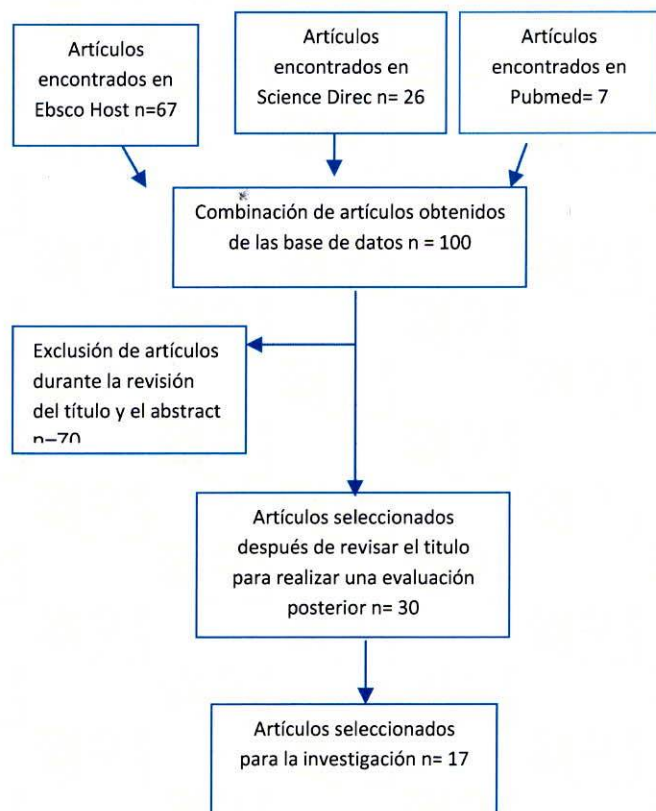 Artículos
encontrados en
Ebsco Host n=67
Artículos
encontrados en
Science Direc n= 26
Artículos
encontrados en
Pubmed= 7
Combinación de artículos obtenidos
de las base de datos n = 100
Exclusión de artículos
durante la revisión
del título y el abstract
n=70
Artículos seleccionados
después de revisar el titulo
para realizar una evaluación
posterior n= 30
Artículos seleccionados
para la investigación n= 17